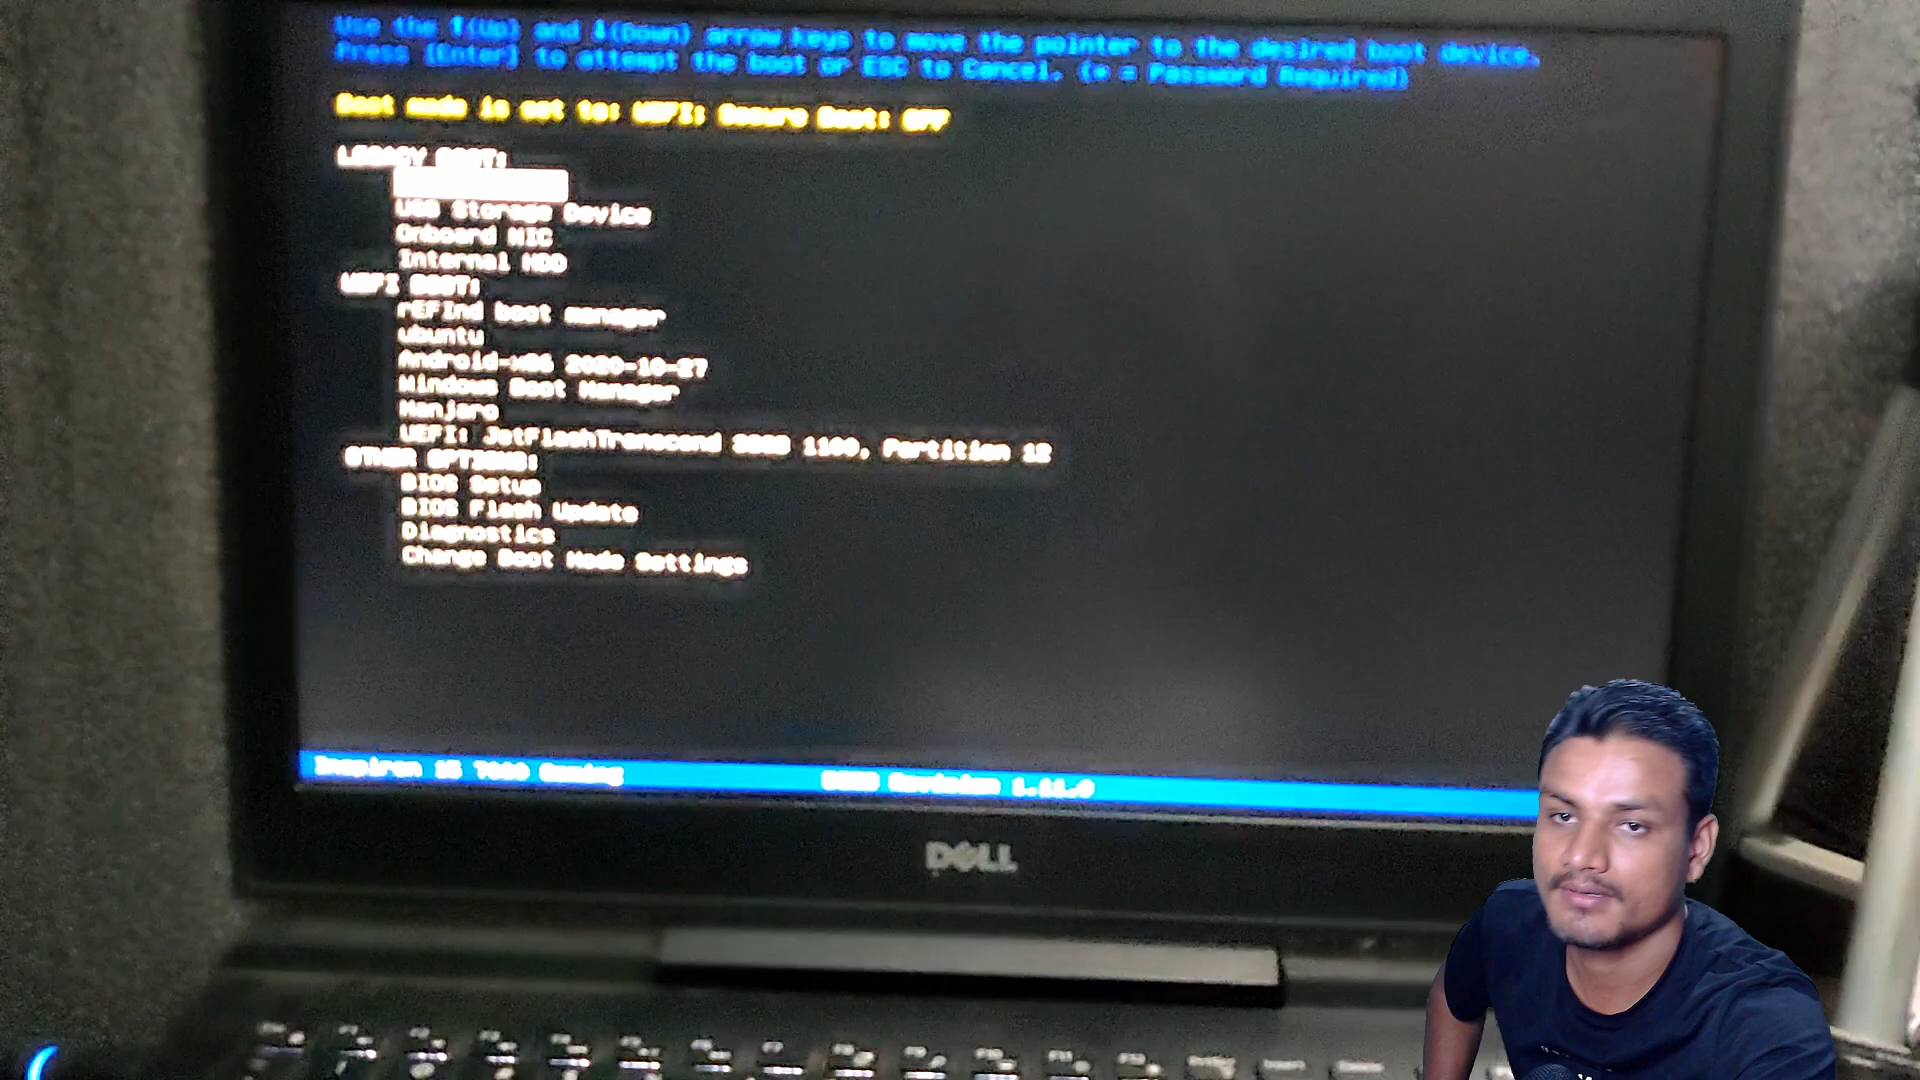 Use the ↑(Up) and ↓(Down) arrow keys to move the pointer to the desired boot device.
Press [Enter] to attempt the boot or ESC to Cancel. (* = Password Required)
Boot mode is set to: UEFI; Secure Boot: OFF
LEGACY BOOT:
USB Storage Device
Onboard NIC
Internal HDD
UEFI BOOT:
rEFInd boot manager
ubuntu
Android-x86 2020-10-27
Windows Boot Manager
Manjaro
UEFI: JetFlashTranscend 1100, Partition 12
OTHER OPTIONS:
BIOS Setup
BIOS Flash Update
Diagnostics
Change Boot Mode Settings
Inspiron 15 7000 Gaming
BIOS Revision 1.11.0
DELL